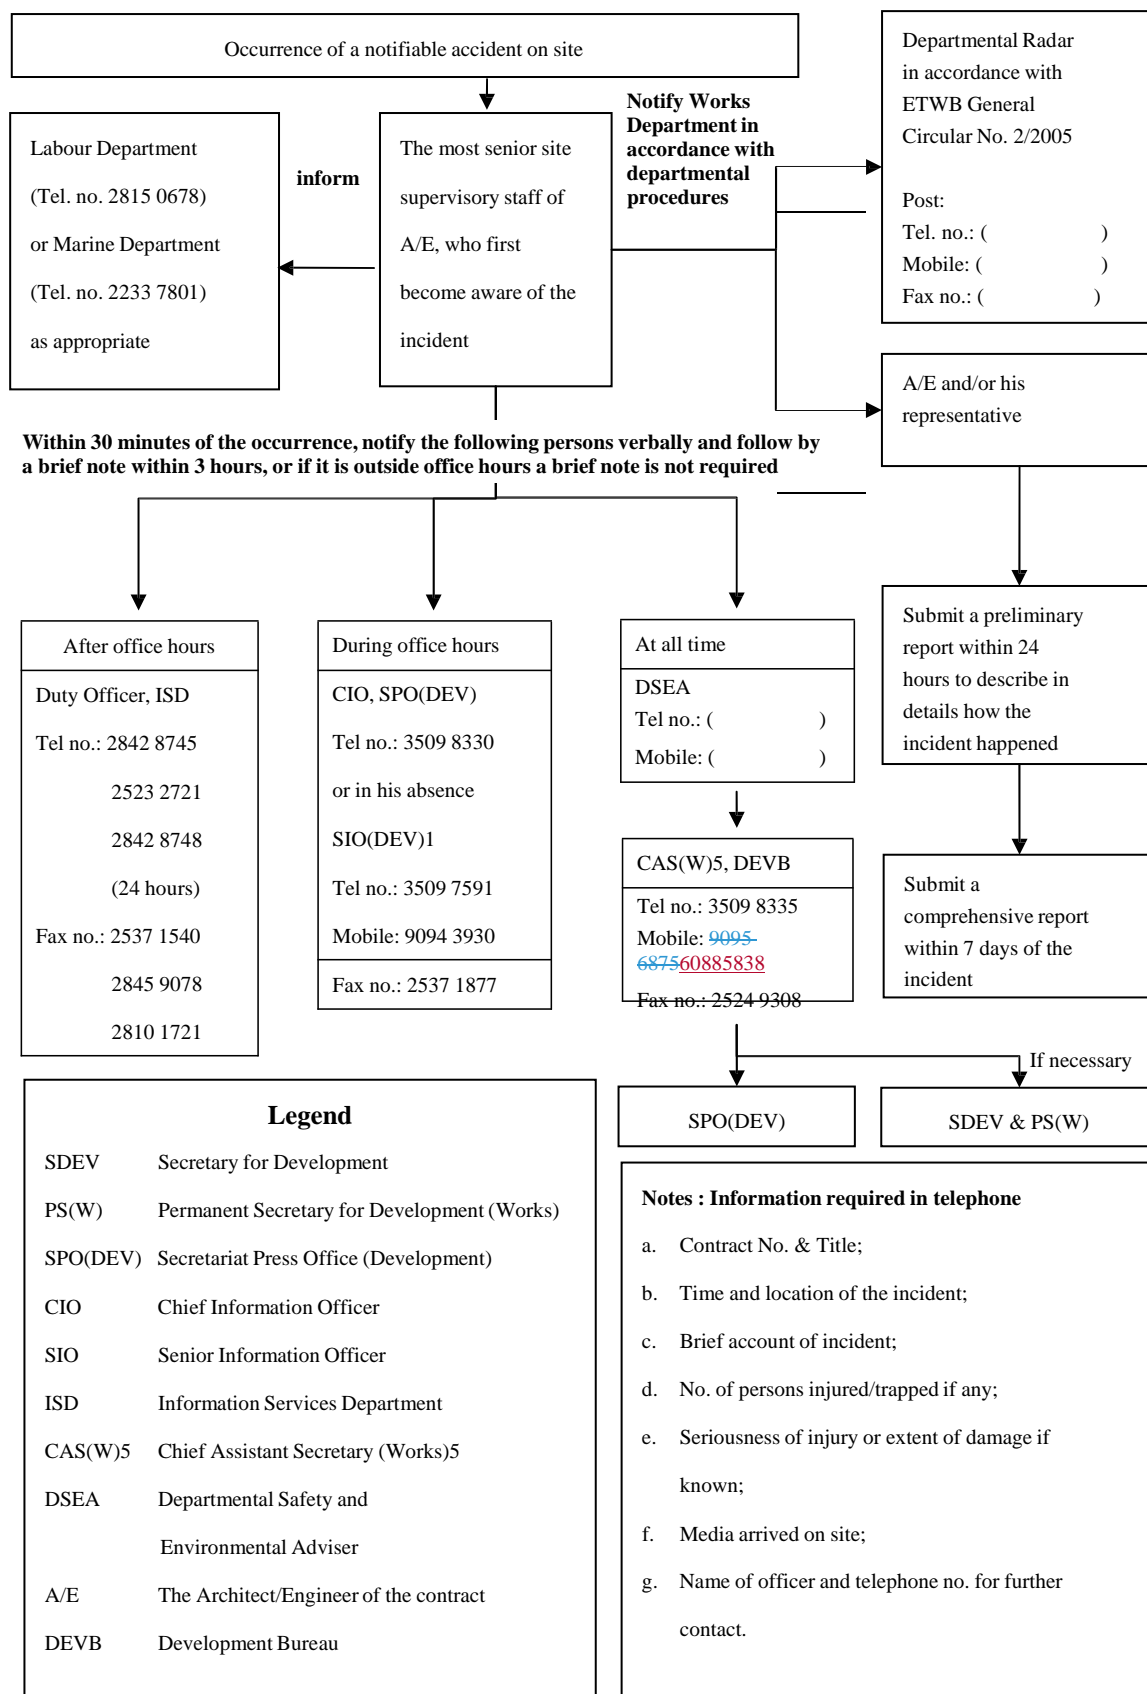 Occurrence of a notifiable accident on site
Departmental Radar
in accordance with
ETWB General
Circular No. 2/2005
Post:
Tel. no.: ( )
Mobile: ( )
Fax no.: ( )
Notify Works
Department in
accordance with
departmental
procedures
Labour Department
(Tel. no. 2815 0678)
or Marine Department
(Tel. no. 2233 7801)
as appropriate
inform
The most senior site
supervisory staff of
A/E, who first
become aware of the
incident
A/E and/or his
representative
Within 30 minutes of the occurrence, notify the following persons verbally and follow by
a brief note within 3 hours, or if it is outside office hours a brief note is not required
After office hours
Duty Officer, ISD
Tel no.: 2842 8745
2523 2721
2842 8748
(24 hours)
Fax no.: 2537 1540
2845 9078
2810 1721
During office hours
CIO, SPO(DEV)
Tel no.: 3509 8330
or in his absence
SIO(DEV)1
Tel no.: 3509 7591
Mobile: 9094 3930
Fax no.: 2537 1877
At all time
DSEA
Tel no.: ( )
Mobile: ( )
CAS(W)5, DEVB
Tel no.: 3509 8335
Mobile: 9095
687560885838
Fax no.: 2524 9308
Submit a preliminary
report within 24
hours to describe in
details how the
incident happened
Submit a
comprehensive report
within 7 days of the
incident
If necessary
SPO(DEV)
SDEV & PS(W)
Legend
SDEV Secretary for Development
PS(W) Permanent Secretary for Development (Works)
SPO(DEV) Secretariat Press Office (Development)
CIO Chief Information Officer
SIO Senior Information Officer
ISD Information Services Department
CAS(W)5 Chief Assistant Secretary (Works)5
DSEA Departmental Safety and
Environmental Adviser
A/E The Architect/Engineer of the contract
DEVB Development Bureau
Notes : Information required in telephone
a. Contract No. & Title;
b. Time and location of the incident;
c. Brief account of incident;
d. No. of persons injured/trapped if any;
e. Seriousness of injury or extent of damage if
known;
f. Media arrived on site;
g. Name of officer and telephone no. for further
contact.